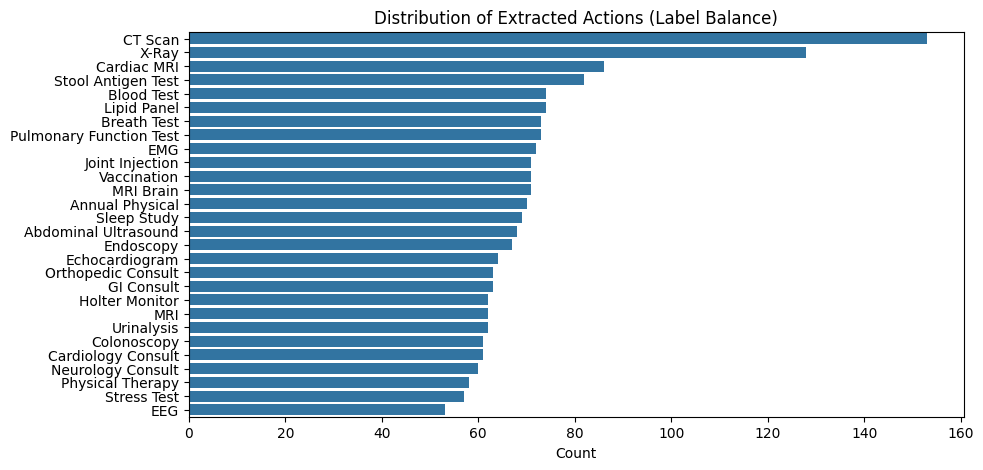 Distribution of Extracted Actions (Label Balance)
CT Scan
X-Ray
Cardiac MRI
Stool Antigen Test
Blood Test
Lipid Panel
Breath Test
Pulmonary Function Test
EMG
Joint Injection
Vaccination
MRI Brain
Annual Physical
Sleep Study
Abdominal Ultrasound
Endoscopy
Echocardiogram
Orthopedic Consult
GI Consult
Holter Monitor
MRI
Urinalysis
Colonoscopy
Cardiology Consult
Neurology Consult
Physical Therapy
Stress Test
EEG
0 20 40 60 80 100 120 140 160
Count